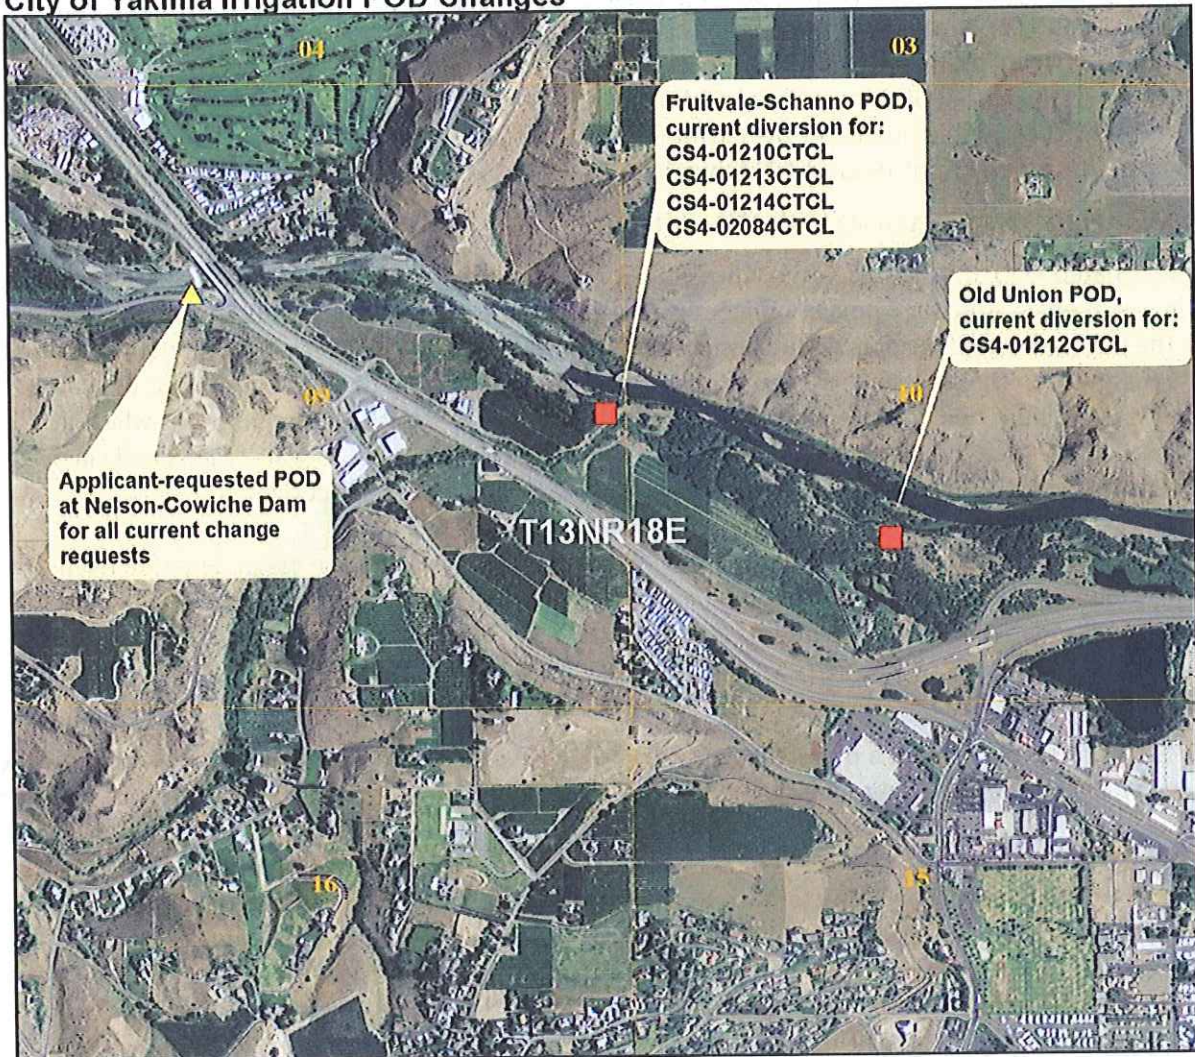 City of Yakima Irrigation POD Changes
04
03
Fruitvale-Schanno POD,
current diversion for:
CS4-01210CTCL
CS4-01213CTCL
CS4-01214CTCL
CS4-02084CTCL
Old Union POD,
current diversion for:
CS4-01212CTCL
09
10
Applicant-requested POD
at Nelson-Cowiche Dam
for all current change
requests
T13NR18E
16
15